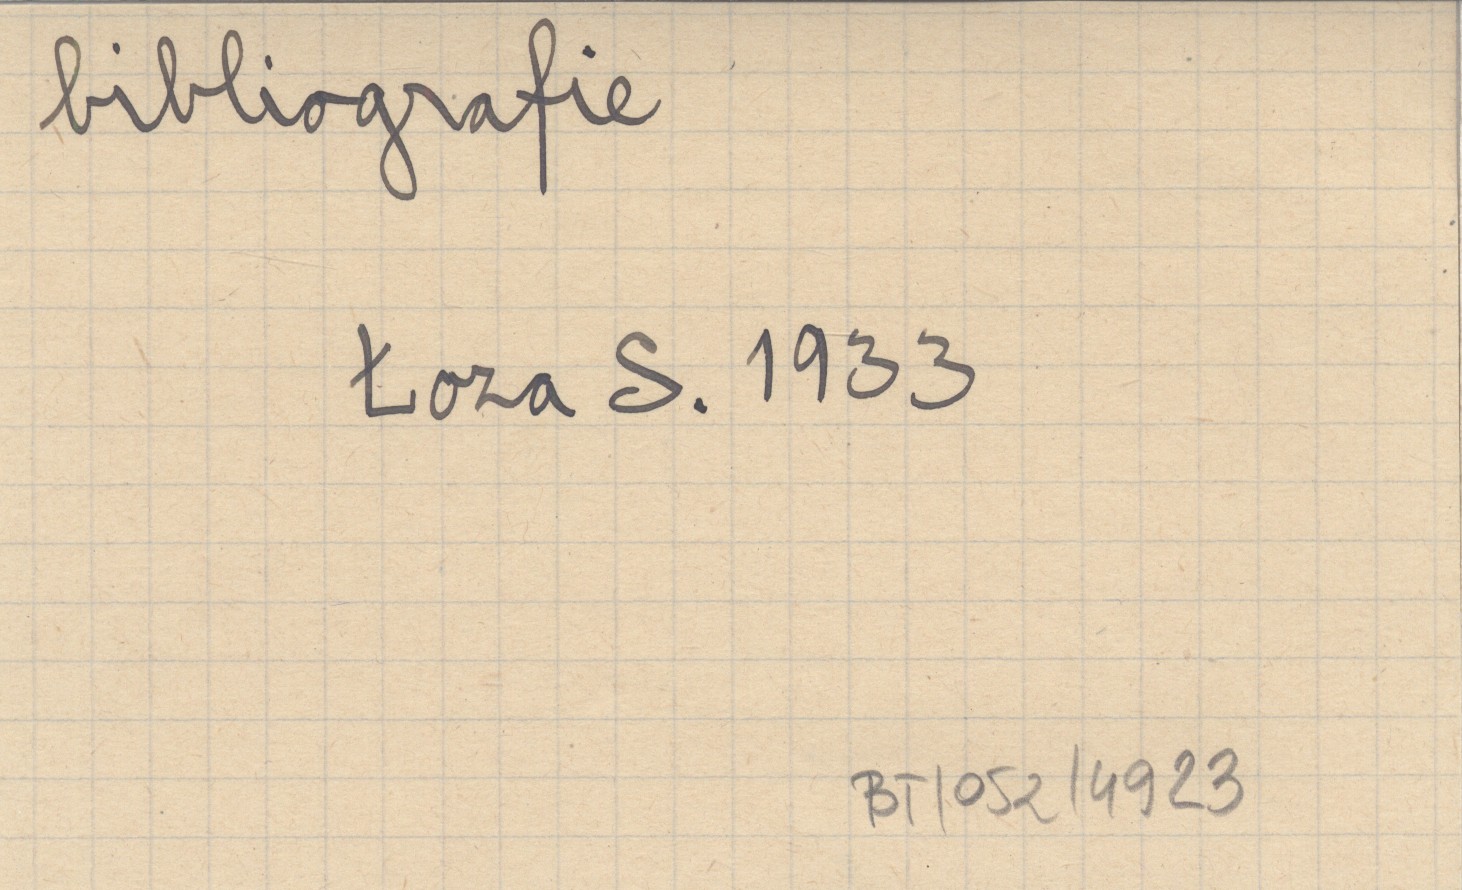 bibliografie
Łoza S. 1933
BT/052/4923